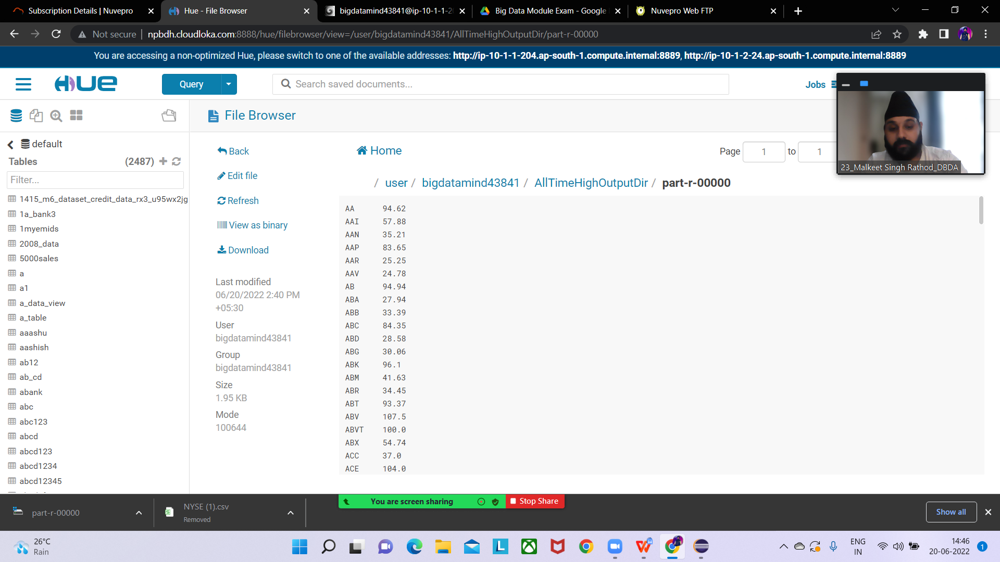 Subscription Details | Nuvepro
Hue - File Browser
bigdatamind43841@ip-10-1-1-20
Big Data Module Exam - Google
Nuvepro Web FTP
Not secure npbdh.cloudloka.com:8888/hue/filebrowser/view=/user/bigdatamind43841/AllTimeHighOutputDir/part-r-00000
You are accessing a non-optimized Hue, please switch to one of the available addresses: http://ip-10-1-1-204.ap-south-1.compute.internal:8889, http://ip-10-1-2-24.ap-south-1.compute.internal:8889
HUE
Query
Search saved documents...
Jobs
23_Malkeet Singh Rathod_DBDA
File Browser
default
Tables (2487)
Filter...
1415_m6_dataset_credit_data_rx3_u95wx2jg
1a_bank3
1myemids
2008_data
5000sales
a
a1
a_data_view
a_table
aaashu
aashish
ab12
ab_cd
abank
abc
abc123
abcd
abcd123
abcd1234
abcd12345
Back
Edit file
Refresh
View as binary
Download
Last modified
06/20/2022 2:40 PM
+05:30
User
bigdatamind43841
Group
bigdatamind43841
Size
1.95 KB
Mode
100644
Home
Page 1 to 1
/ user / bigdatamind43841 / AllTimeHighOutputDir / part-r-00000
AA 94.62
AAI 57.88
AAN 35.21
AAP 83.65
AAR 25.25
AAV 24.78
AB 94.94
ABA 27.94
ABB 33.39
ABC 84.35
ABD 28.58
ABG 30.06
ABK 96.1
ABM 41.63
ABR 34.45
ABT 93.37
ABV 107.5
ABVT 100.0
ABX 54.74
ACC 37.0
ACE 104.0
You are screen sharing
Stop Share
part-r-00000
NYSE (1).csv
Removed
Show all
26°C
Rain
ENG
IN
14:46
20-06-2022
1